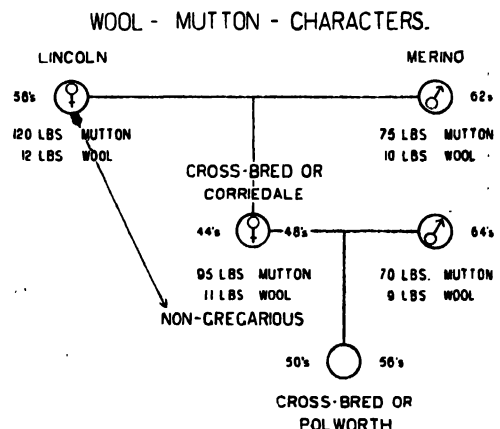 WOOL - MUTTON - CHARACTERS.
LINCOLN MERINO
56's 62s
120 LBS MUTTON 75 LBS MUTTON
12 LBS WOOL 10 LBS WOOL
CROSS-BRED OR
CORRIEDALE
44's 48's 64's
95 LBS MUTTON 70 LBS. MUTTON
11 LBS WOOL 9 LBS WOOL
NON-GREGARIOUS
50's 56's
CROSS-BRED OR
POLWORTH